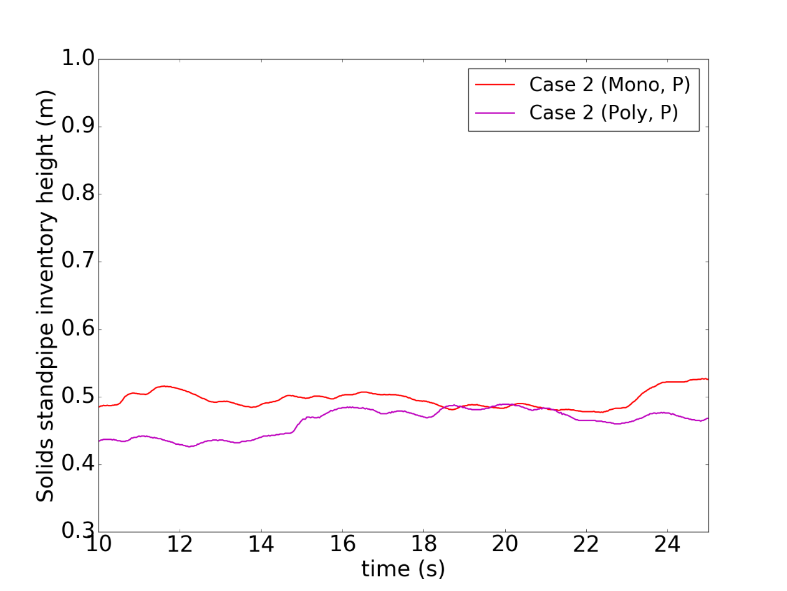 1.0
0.9
0.8
0.7
0.6
0.5
0.4
0.3
Solids standpipe inventory height (m)
Case 2 (Mono, P)
Case 2 (Poly, P)
10 12 14 16 18 20 22 24
time (s)